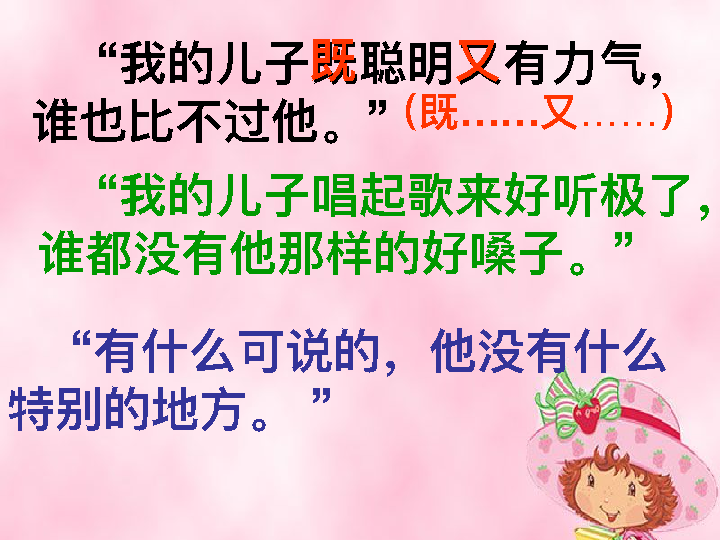 “我的儿子既聪明又有力气，
谁也比不过他。”
（既……又……）
“我的儿子唱起歌来好听极了，
谁都没有他那样的好嗓子。”
“有什么可说的，他没有什么
特别的地方。”